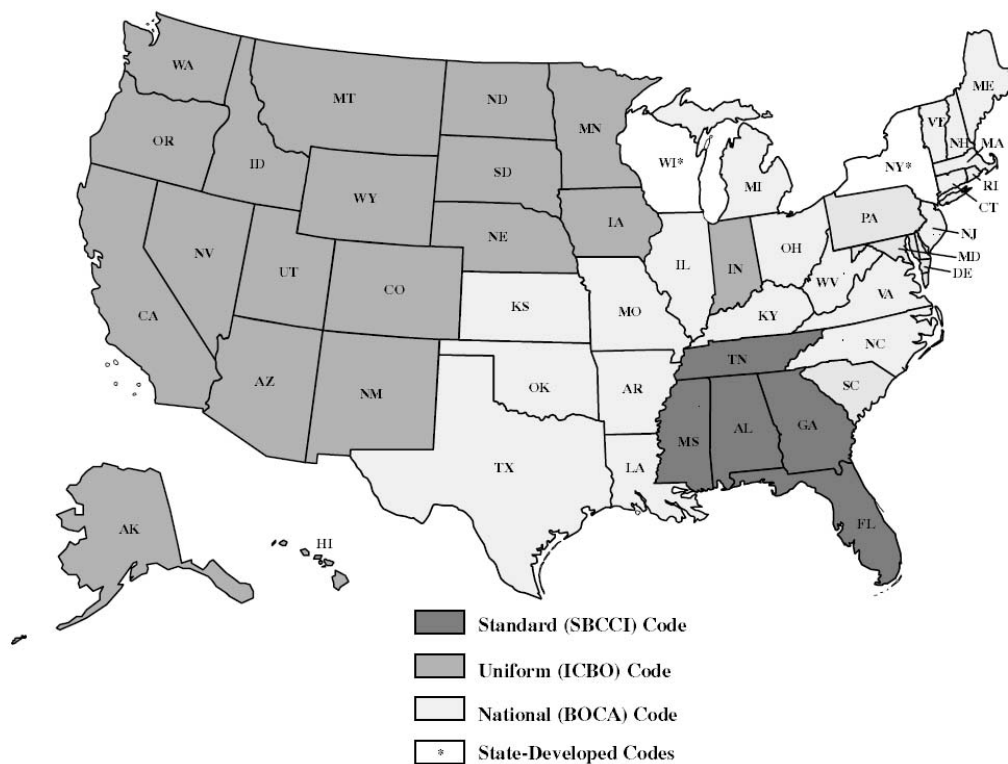 WA
MT
ND
MN
ME
VT
NH
MA
OR
ID
SD
WI*
NY*
MI
RI
CT
WY
IA
PA
NJ
NE
OH
MD
DE
NV
UT
IL
IN
WV
VA
CO
CA
KS
MO
KY
NC
TN
AZ
NM
OK
AR
SC
MS
AL
GA
TX
LA
AK
FL
HI
Standard (SBCCI) Code
Uniform (ICBO) Code
National (BOCA) Code
* State-Developed Codes